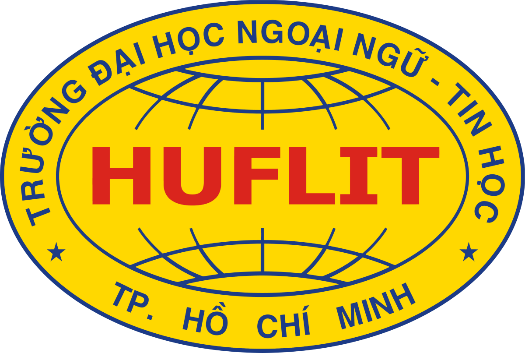 TRƯỜNG ĐẠI HỌC NGOẠI NGỮ - TIN HỌC
HUFLIT
TP. HỒ CHÍ MINH